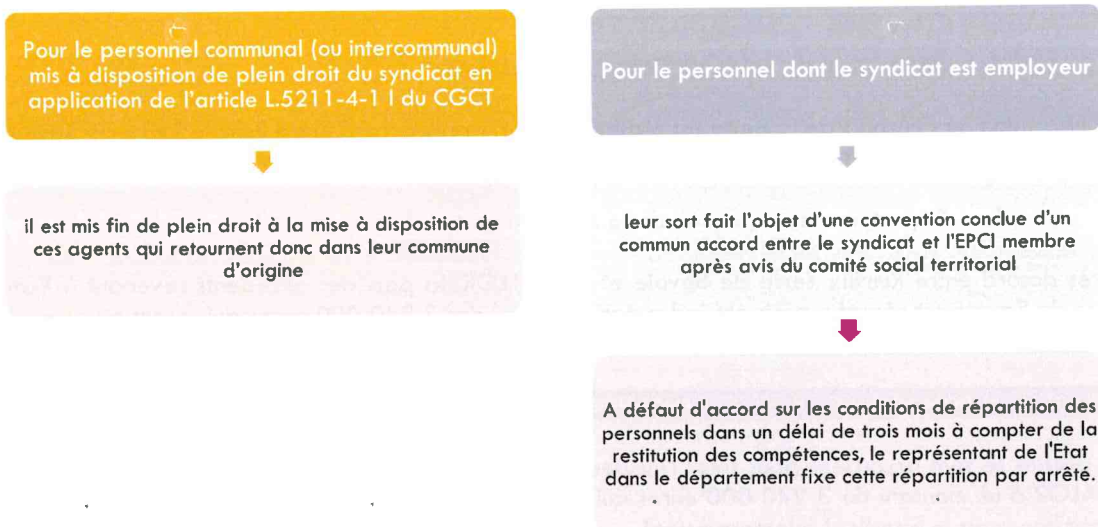 Pour le personnel communal (ou intercommunal)
mis à disposition de plein droit du syndicat en
application de l'article L.5211-4-1 I du CGCT
il est mis fin de plein droit à la mise à disposition de
ces agents qui retournent donc dans leur commune
d'origine
Pour le personnel dont le syndicat est employeur
leur sort fait l'objet d'une convention conclue d'un
commun accord entre le syndicat et l'EPCI membre
après avis du comité social territorial
A défaut d'accord sur les conditions de répartition des
personnels dans un délai de trois mois à compter de la
restitution des compétences, le représentant de l'Etat
dans le département fixe cette répartition par arrêté.